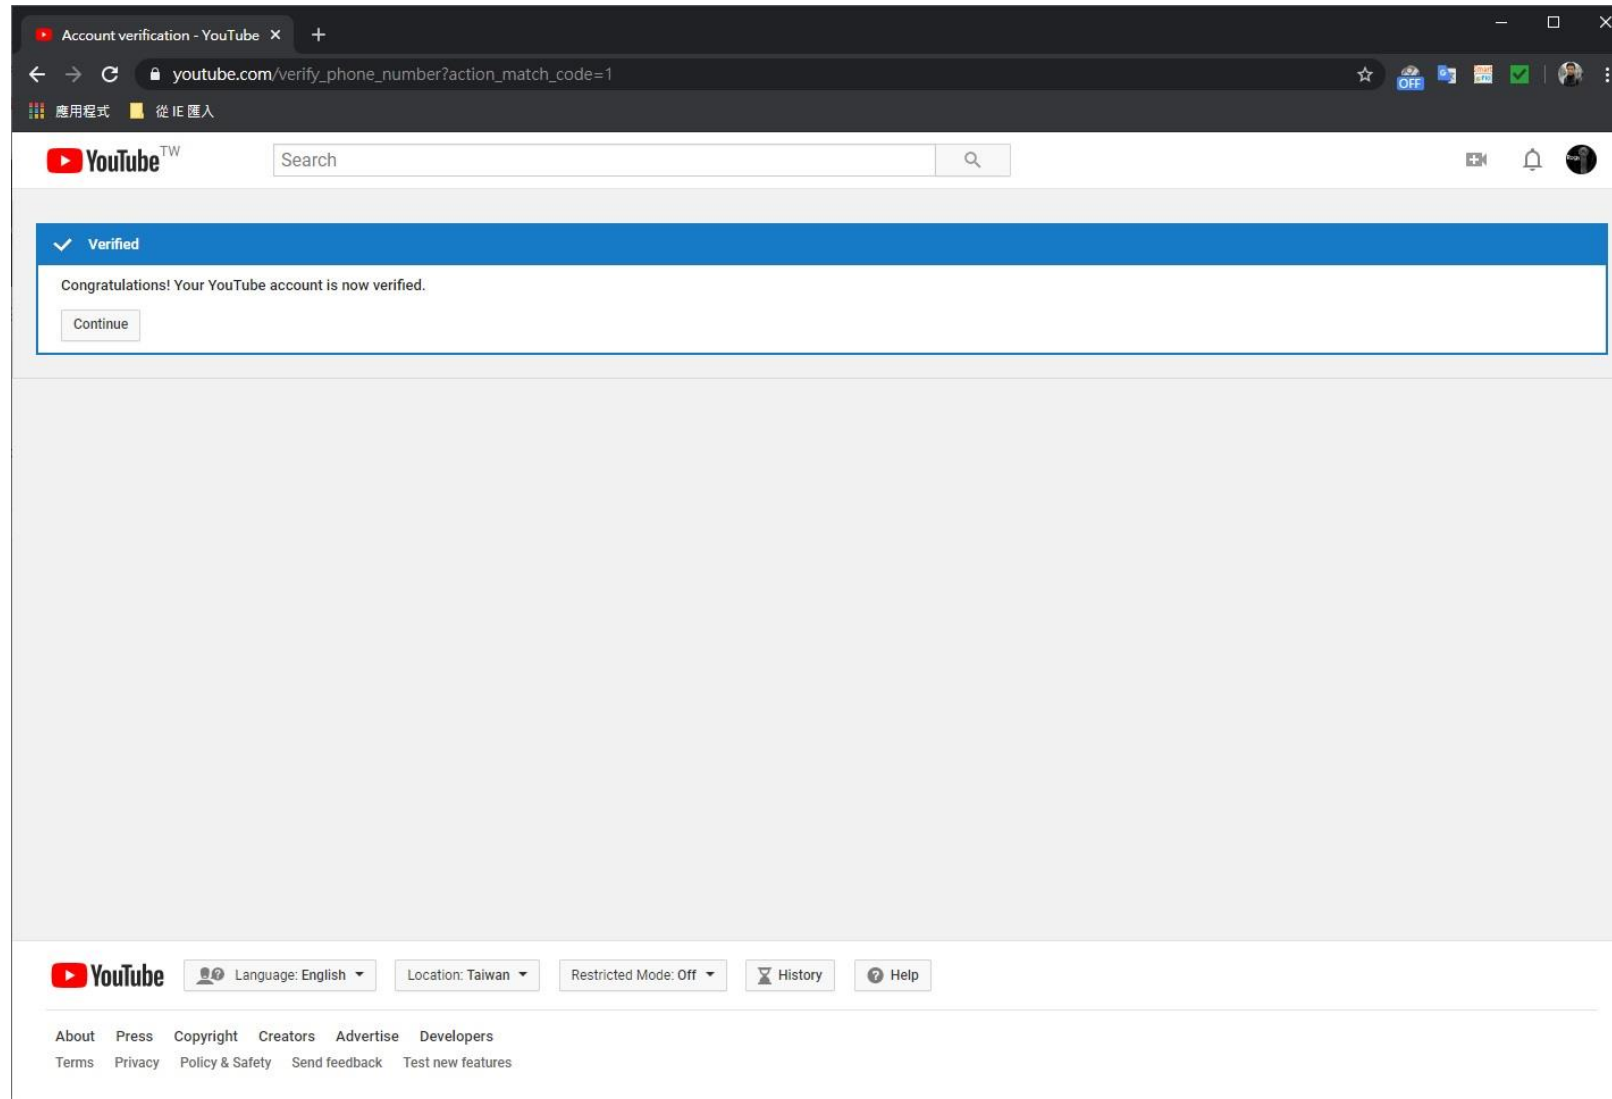 Account verification - YouTube
youtube.com/verify_phone_number?action_match_code=1
OFF
應用程式 從 IE 匯入
YouTube TW Search
Verified
Congratulations! Your YouTube account is now verified.
Continue
YouTube Language: English Location: Taiwan Restricted Mode: Off History Help
About Press Copyright Creators Advertise Developers
Terms Privacy Policy & Safety Send feedback Test new features